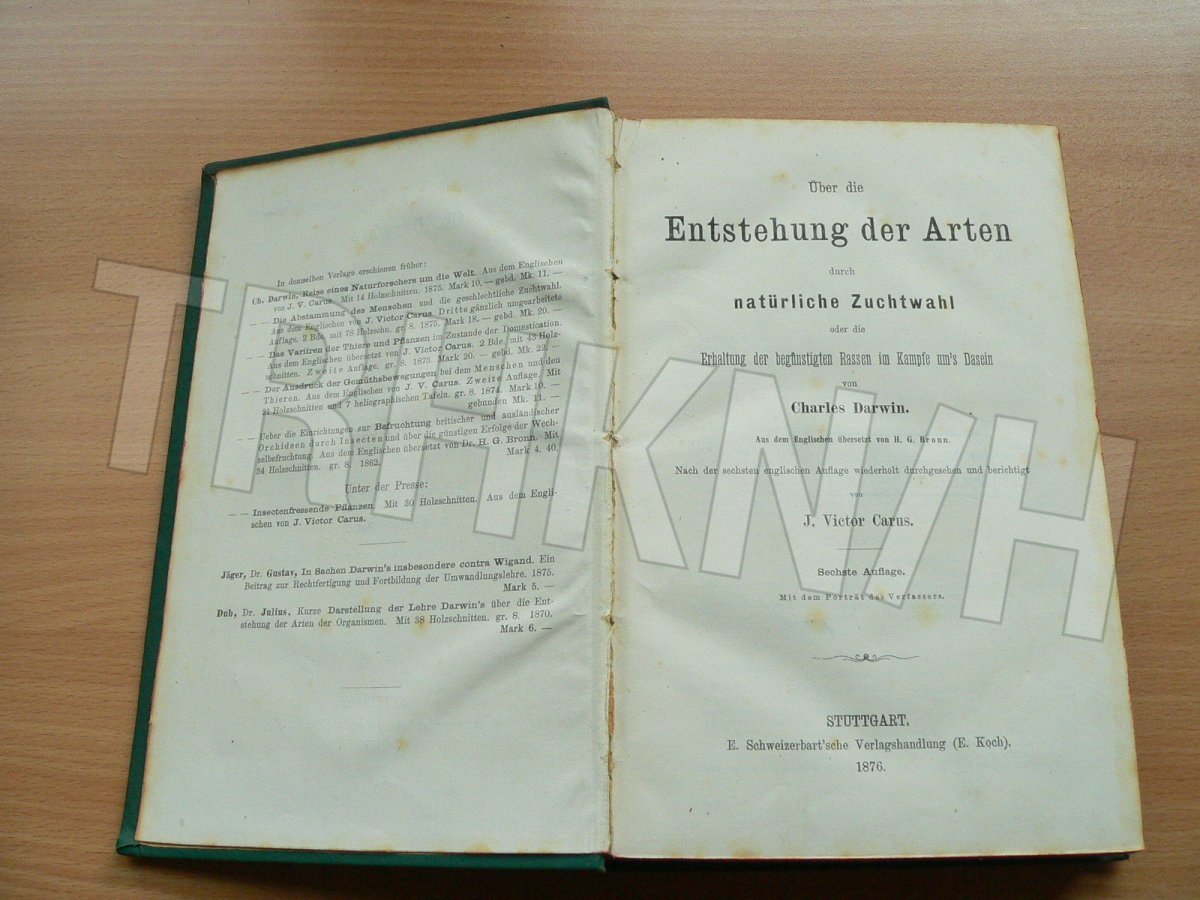 In demselben Verlage erschienen früher:
Ch. Darwin, Reise eines Naturforschers um die Welt. Aus dem Englischen
von J. V. Carus. Mit 14 Holzschnitten. 1875. Mark 10. — gebd. Mk. 11. —
— — Die Abstammung des Menschen und die geschlechtliche Zuchtwahl.
Aus dem Englischen von J. Victor Carus. Dritte gänzlich umgearbeitete
Auflage. 2 Bde. mit 78 Holzschn. gr. 8. 1875. Mark 18. — gebd. Mk. 20. —
— — Das Variiren der Thiere und Pflanzen im Zustande der Domestication.
Aus dem Englischen übersetzt von J. Victor Carus. 2 Bde. mit 43 Holz-
schnitten. Zweite Auflage. gr. 8. 1873. Mark 20. — gebd. Mk. 22. —
— Der Ausdruck der Gemüthsbewegungen bei dem Menschen und den
Thieren. Aus dem Englischen von J. V. Carus. Zweite Auflage. Mit
21 Holzschnitten und 7 heliographischen Tafeln. gr. 8. 1874. Mark 10. —
gebunden Mk. 11. —
— Ueber die Einrichtungen zur Befruchtung britischer und ausländischer
Orchideen durch Insecten und über die günstigen Erfolge der Wech-
selbefruchtung. Aus dem Englischen übersetzt von Dr. H. G. Bronn. Mit
34 Holzschnitten. gr. 8. 1862. Mark 4. 40.
Unter der Presse:
— — Insectenfressende Pflanzen. Mit 30 Holzschnitten. Aus dem Engli-
schen von J. Victor Carus.
Jäger, Dr. Gustav, In Sachen Darwin's insbesondere contra Wigand. Ein
Beitrag zur Rechtfertigung und Fortbildung der Umwandlungslehre. 1875.
Mark 5. —
Dub, Dr. Julius, Kurze Darstellung der Lehre Darwin's über die Ent-
stehung der Arten der Organismen. Mit 38 Holzschnitten. gr. 8. 1870.
Mark 6. —
Über die
Entstehung der Arten
durch
natürliche Zuchtwahl
oder die
Erhaltung der begünstigten Rassen im Kampfe um's Dasein
von
Charles Darwin.
Aus dem Englischen übersetzt von H. G. Bronn.
Nach der sechsten englischen Auflage wiederholt durchgesehen und berichtigt
von
J. Victor Carus.
Sechste Auflage.
Mit dem Porträt des Verfassers.
STUTTGART.
E. Schweizerbart'sche Verlagshandlung (E. Koch).
1876.